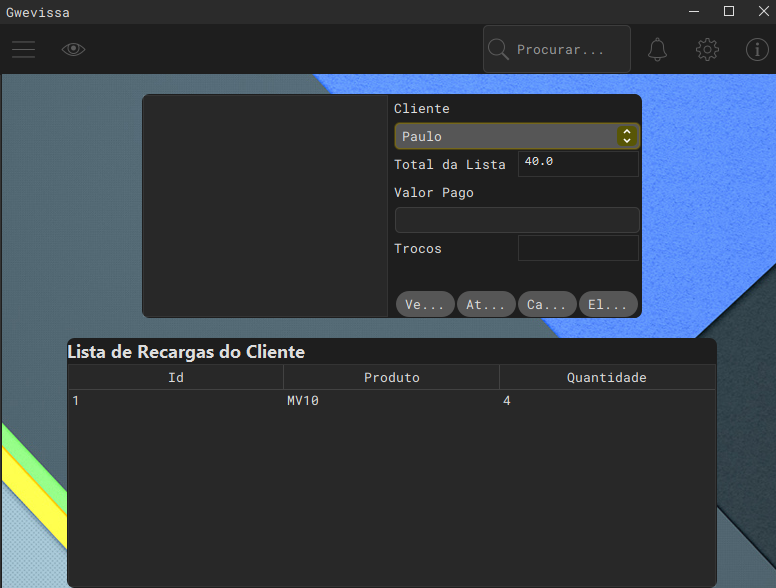 Gwevissa
Procurar...
Cliente
Paulo
Total da Lista 40.0
Valor Pago
Trocos
Ve... At... Ca... El...
Lista de Recargas do Cliente
Id Produto Quantidade
1 MV10 4